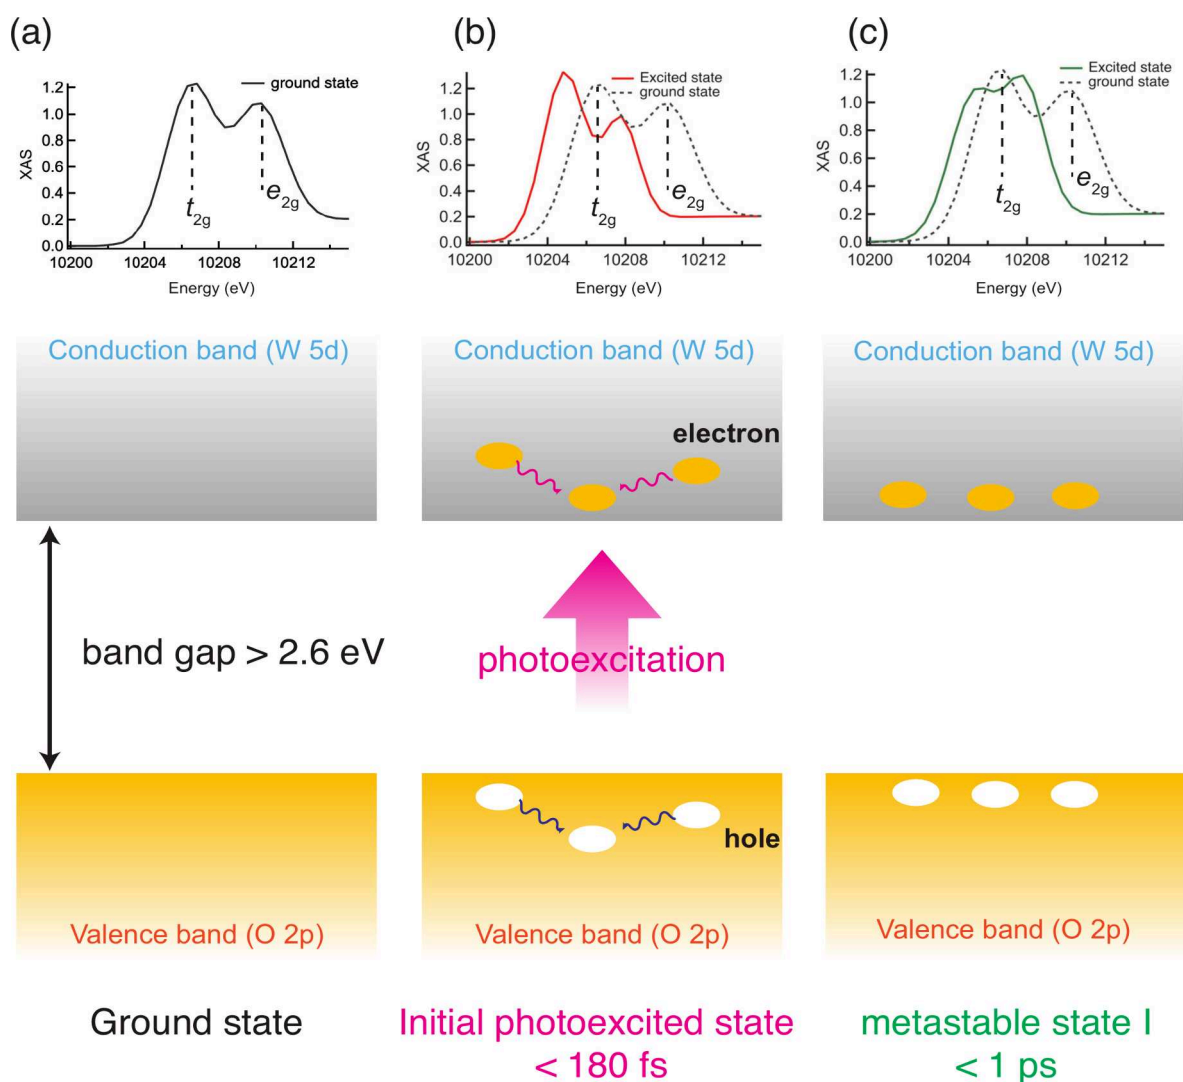 (a)
ground state
1.2
1.0
0.8
0.6
0.4
0.2
0.0
XAS
t2g
e2g
10200
10204
10208
10212
Energy (eV)
(b)
Excited state
ground state
1.2
1.0
0.8
0.6
0.4
0.2
0.0
XAS
t2g
e2g
10200
10204
10208
10212
Energy (eV)
(c)
Excited state
ground state
1.2
1.0
0.8
0.6
0.4
0.2
0.0
XAS
t2g
e2g
10200
10204
10208
10212
Energy (eV)
Conduction band (W 5d)
Conduction band (W 5d)
Conduction band (W 5d)
electron
band gap > 2.6 eV
photoexcitation
hole
Valence band (O 2p)
Valence band (O 2p)
Valence band (O 2p)
Ground state
Initial photoexcited state
< 180 fs
metastable state I
< 1 ps